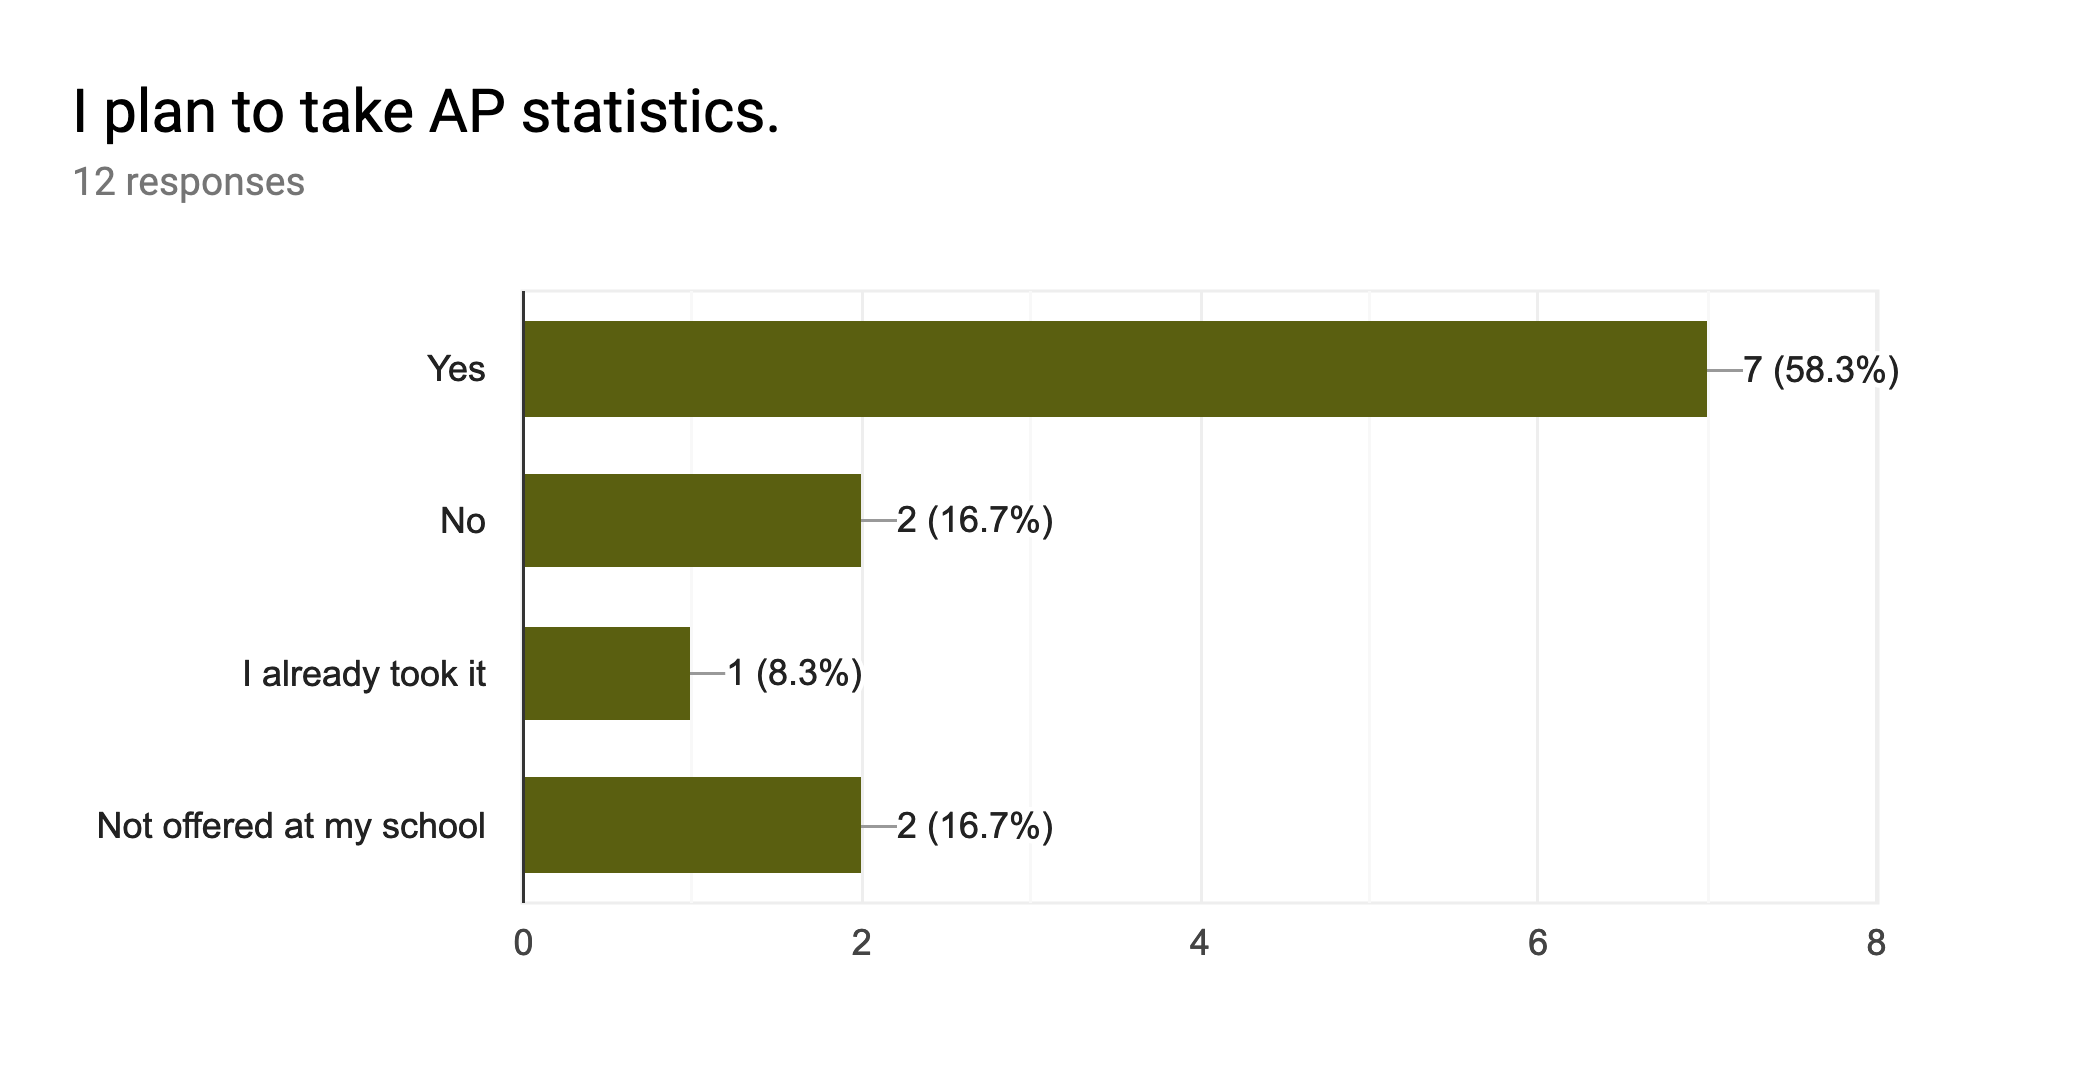 I plan to take AP statistics.
12 responses
Yes
7 (58.3%)
No
2 (16.7%)
I already took it
1 (8.3%)
Not offered at my school
2 (16.7%)
0 2 4 6 8